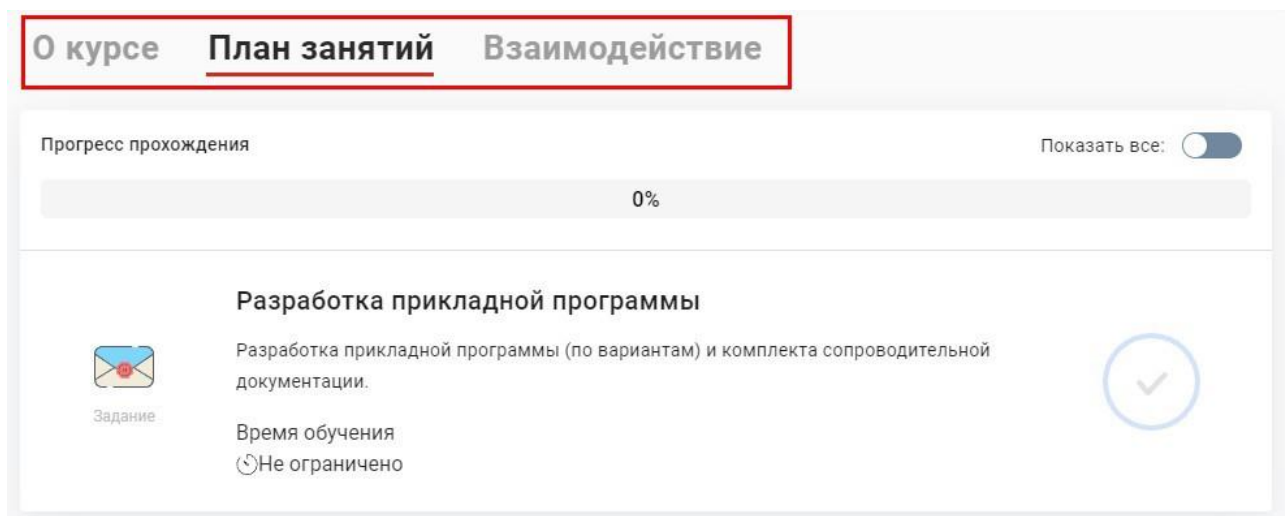 О курсе План занятий Взаимодействие
Прогресс прохождения Показать все:
0%
Разработка прикладной программы
Разработка прикладной программы (по вариантам) и комплекта сопроводительной
документации.
Задание
Время обучения
Не ограничено